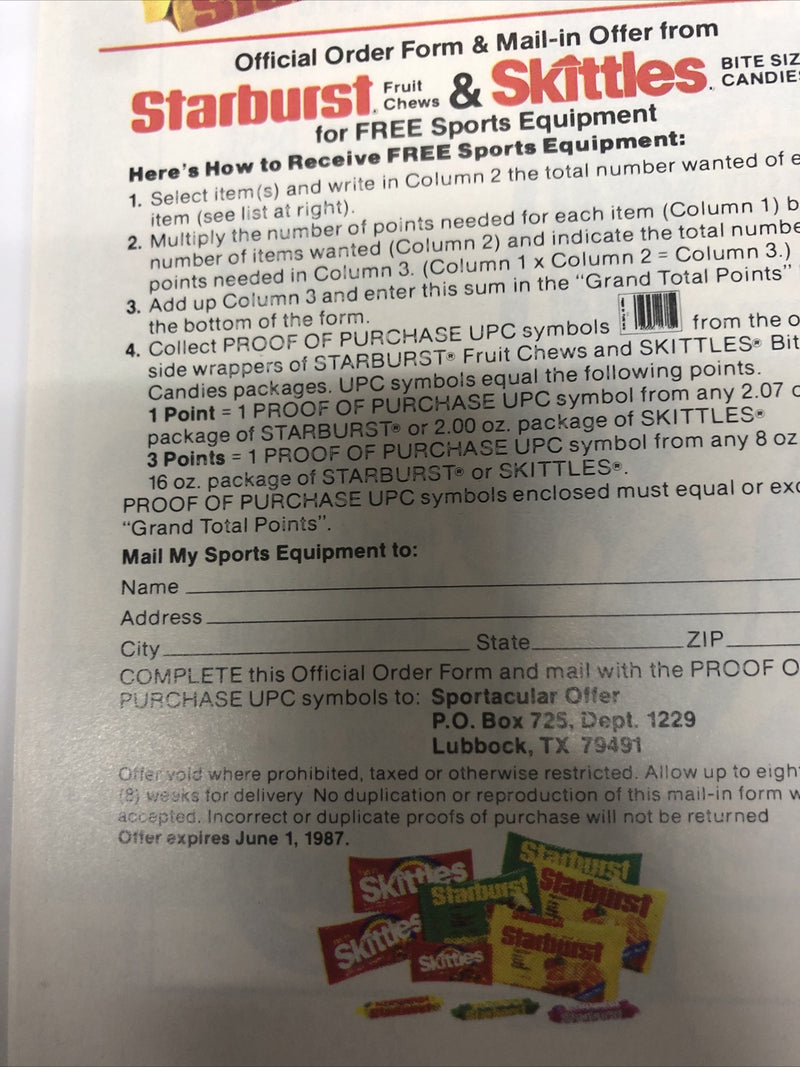 Official Order Form & Mail-in Offer from
Starburst Fruit Chews & Skittles BITE SIZ CANDIES
for FREE Sports Equipment
Here's How to Receive FREE Sports Equipment:
1. Select item(s) and write in Column 2 the total number wanted of e
item (see list at right).
2. Multiply the number of points needed for each item (Column 1) b
number of items wanted (Column 2) and indicate the total numbe
points needed in Column 3. (Column 1 x Column 2 = Column 3.)
3. Add up Column 3 and enter this sum in the "Grand Total Points"
the bottom of the form.
4. Collect PROOF OF PURCHASE UPC symbols from the o
side wrappers of STARBURST® Fruit Chews and SKITTLES® Bit
Candies packages. UPC symbols equal the following points.
1 Point = 1 PROOF OF PURCHASE UPC symbol from any 2.07 o
package of STARBURST® or 2.00 oz. package of SKITTLES®
3 Points = 1 PROOF OF PURCHASE UPC symbol from any 8 oz
16 oz. package of STARBURST® or SKITTLES®.
PROOF OF PURCHASE UPC symbols enclosed must equal or exc
"Grand Total Points".
Mail My Sports Equipment to:
Name
Address
City State ZIP
COMPLETE this Official Order Form and mail with the PROOF O
PURCHASE UPC symbols to: Sportacular Offer
P.O. Box 725, Dept. 1229
Lubbock, TX 79491
Offer void where prohibited, taxed or otherwise restricted. Allow up to eigh
(8) weeks for delivery No duplication or reproduction of this mail-in form w
accepted. Incorrect or duplicate proofs of purchase will not be returned
Offer expires June 1, 1987.
Skittles Starburst
Starburst Starburst
Skittles Starburst
Skittles